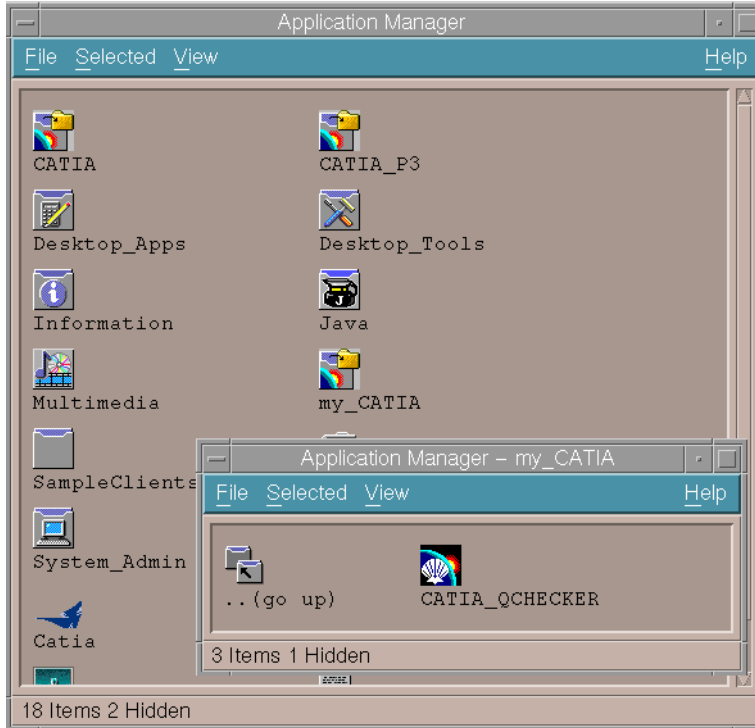 Application Manager
File Selected View Help
CATIA CATIA_P3
Desktop_Apps Desktop_Tools
Information Java
J
Multimedia my_CATIA
SampleClients
Application Manager – my_CATIA
File Selected View Help
System_Admin
..(go up) CATIA_QCHECKER
Catia
3 Items 1 Hidden
18 Items 2 Hidden